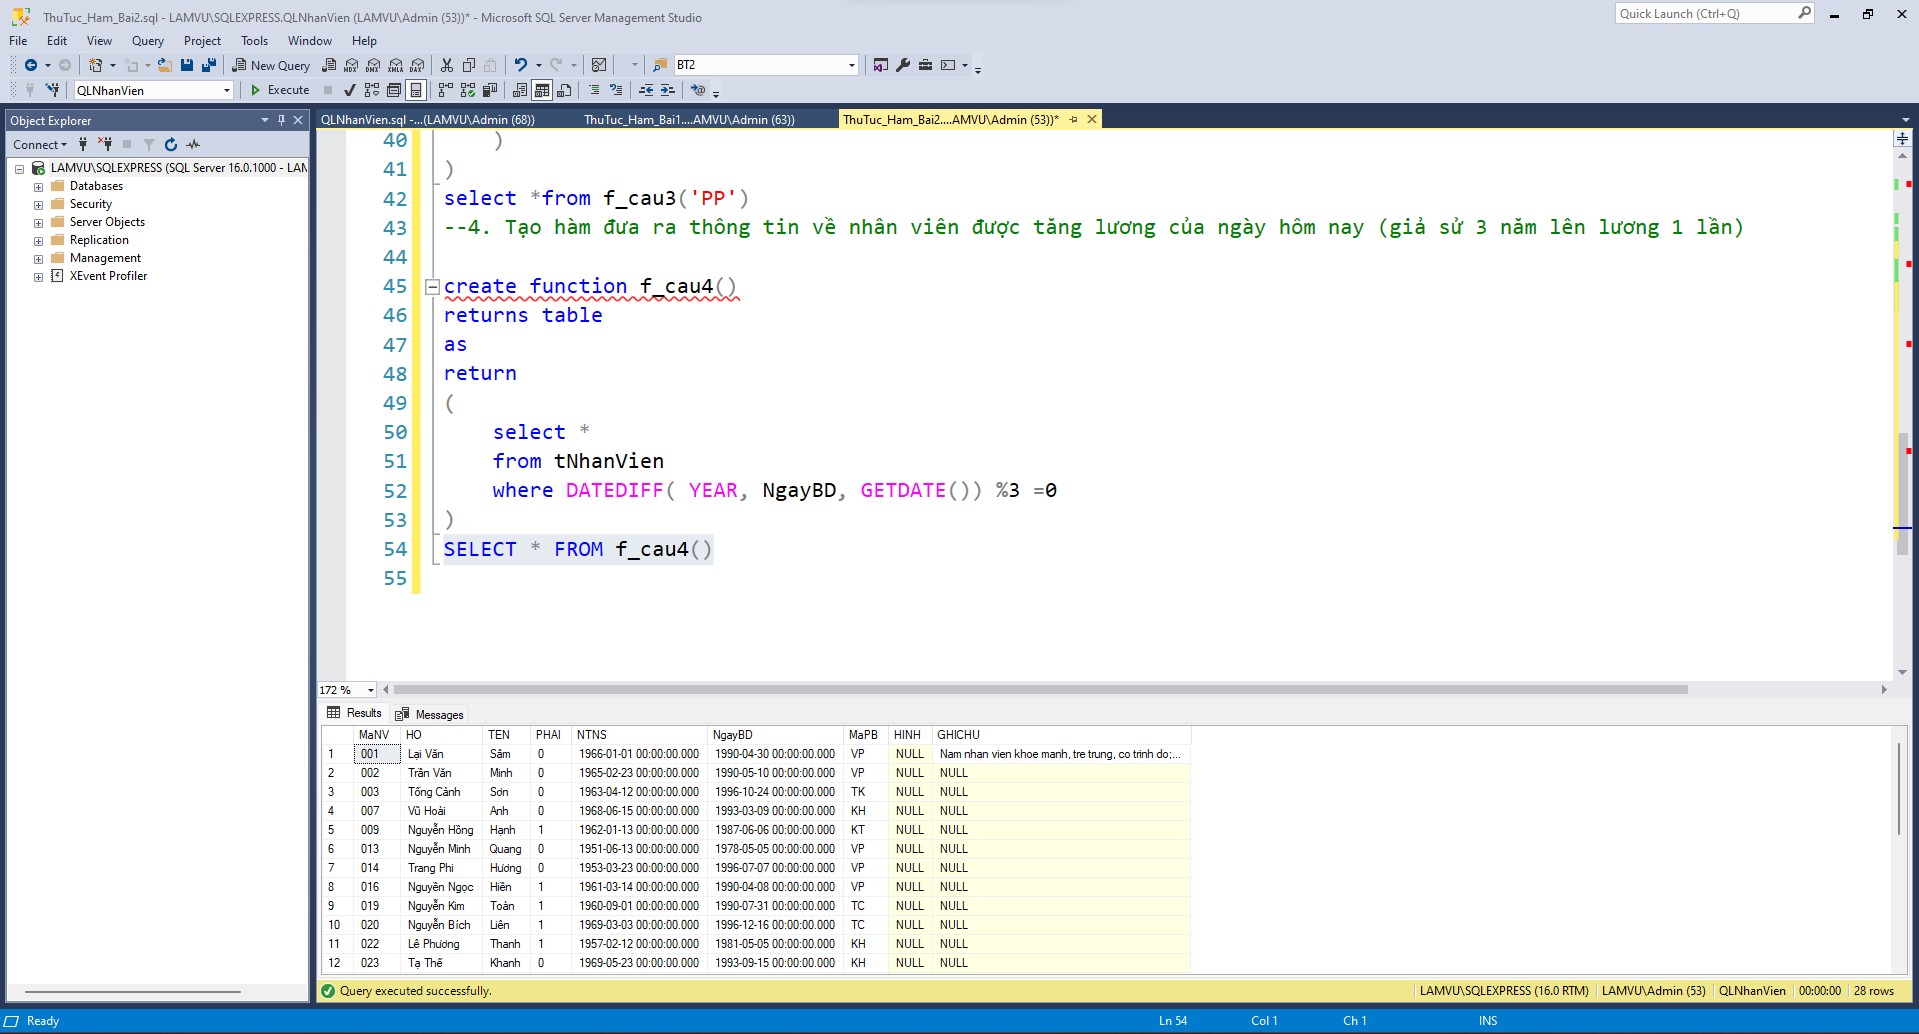 ThuTuc_Ham_Bai2.sql - LAMVU\SQLEXPRESS.QLNhanVien (LAMVU\Admin (53))* - Microsoft SQL Server Management Studio
Quick Launch (Ctrl+Q)
File Edit View Query Project Tools Window Help
New Query MDX DMX XMLA DAX BT2
QLNhanVien Execute
Object Explorer
QLNhanVien.sql -...(LAMVU\Admin (68)) ThuTuc_Ham_Bai1....AMVU\Admin (63)) ThuTuc_Ham_Bai2....AMVU\Admin (53))*
Connect
LAMVU\SQLEXPRESS (SQL Server 16.0.1000 - LAM
Databases
Security
Server Objects
Replication
Management
XEvent Profiler
40 )
41 )
42 select *from f_cau3('PP')
43 --4. Tạo hàm đưa ra thông tin về nhân viên được tăng lương của ngày hôm nay (giả sử 3 năm lên lương 1 lần)
44
45 create function f_cau4()
46 returns table
47 as
48 return
49 (
50 select *
51 from tNhanVien
52 where DATEDIFF( YEAR, NgayBD, GETDATE()) %3 =0
53 )
54 SELECT * FROM f_cau4()
55
172 %
Results Messages
MaNV HO TEN PHAI NTNS NgayBD MaPB HINH GHICHU
1 001 Lại Văn Sâm 0 1966-01-01 00:00:00.000 1990-04-30 00:00:00.000 VP NULL Nam nhan vien khoe manh, tre trung, co trinh do;...
2 002 Trần Văn Minh 0 1965-02-23 00:00:00.000 1990-05-10 00:00:00.000 VP NULL NULL
3 003 Tống Cảnh Sơn 0 1963-04-12 00:00:00.000 1996-10-24 00:00:00.000 TK NULL NULL
4 007 Vũ Hoài Anh 0 1968-06-15 00:00:00.000 1993-03-09 00:00:00.000 KH NULL NULL
5 009 Nguyễn Hồng Hạnh 1 1962-01-13 00:00:00.000 1987-06-06 00:00:00.000 KT NULL NULL
6 013 Nguyễn Minh Quang 0 1951-06-13 00:00:00.000 1978-05-05 00:00:00.000 VP NULL NULL
7 014 Trang Phi Hương 0 1953-03-23 00:00:00.000 1996-07-07 00:00:00.000 VP NULL NULL
8 016 Nguyễn Ngọc Hiền 1 1961-03-14 00:00:00.000 1990-04-08 00:00:00.000 VP NULL NULL
9 019 Nguyễn Kim Toàn 1 1960-09-01 00:00:00.000 1990-07-31 00:00:00.000 TC NULL NULL
10 020 Nguyễn Bích Liên 1 1969-03-03 00:00:00.000 1996-12-16 00:00:00.000 TC NULL NULL
11 022 Lê Phương Thanh 1 1957-02-12 00:00:00.000 1981-05-05 00:00:00.000 KH NULL NULL
12 023 Tạ Thế Khanh 0 1969-05-23 00:00:00.000 1993-09-15 00:00:00.000 KH NULL NULL
Query executed successfully. LAMVU\SQLEXPRESS (16.0 RTM) LAMVU\Admin (53) QLNhanVien 00:00:00 28 rows
Ready Ln 54 Col 1 Ch 1 INS